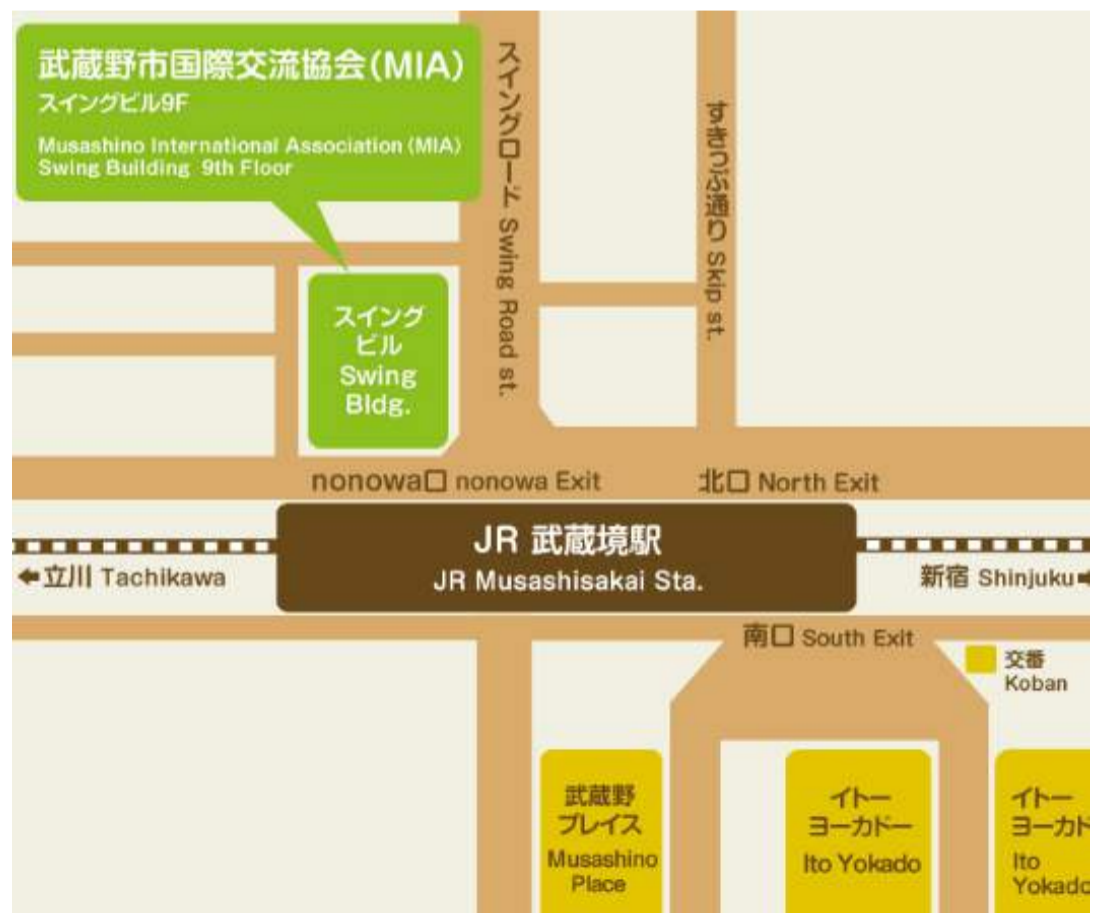 武蔵野市国際交流協会(MIA)
スイングビル9F
Musashino International Association (MIA)
Swing Building 9th Floor
スイングロード Swing Road st.
すきっぷ通り Skip st.
スイング
ビル
Swing
Bldg.
nonowa口 nonowa Exit
北口 North Exit
JR 武蔵境駅
JR Musashisakai Sta.
立川 Tachikawa
新宿 Shinjuku
南口 South Exit
交番
Koban
武蔵野
プレイス
Musashino
Place
イトー
ヨーカドー
Ito Yokado
イトー
ヨーカド
Ito
Yokado